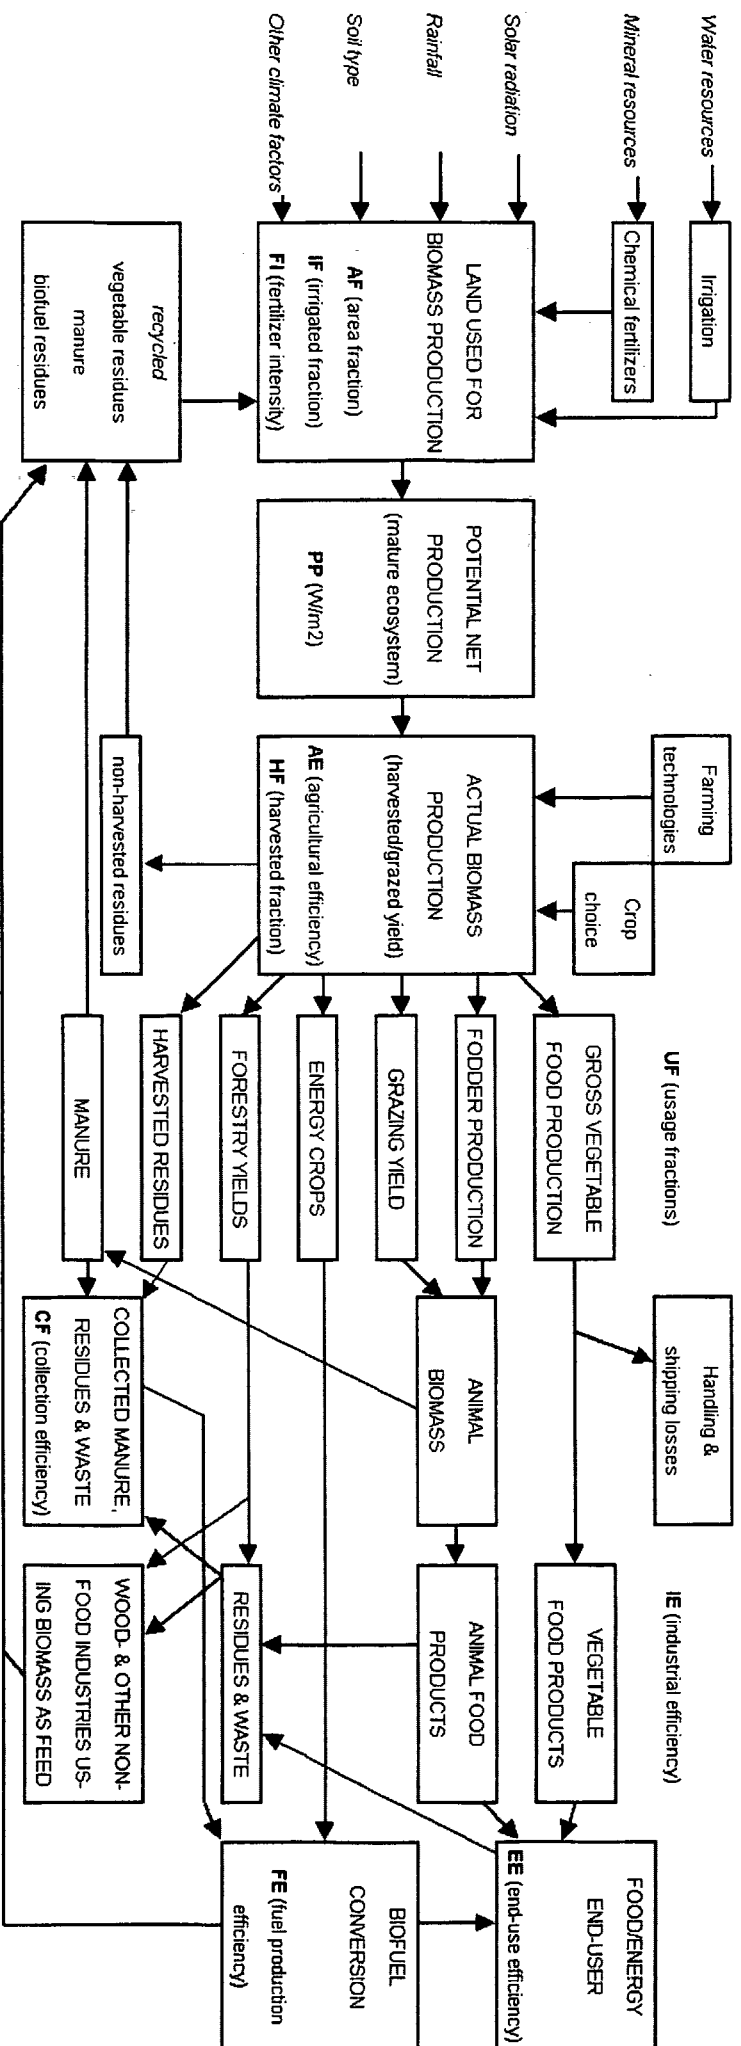 Water resources
Mineral resources
Solar radiation
Rainfall
Soil type
Other climate factors
Irrigation
Chemical fertilizers
LAND USED FOR
BIOMASS PRODUCTION
AF (area fraction)
IF (irrigated fraction)
FI (fertilizer intensity)
recycled
vegetable residues
manure
biofuel residues
POTENTIAL NET
PRODUCTION
(mature ecosystem)
PP (W/m2)
Farming
technologies
Crop
choice
ACTUAL BIOMASS
PRODUCTION
(harvested/grazed yield)
AE (agricultural efficiency)
HF (harvested fraction)
non-harvested residues
UF (usage fractions)
GROSS VEGETABLE
FOOD PRODUCTION
FODDER PRODUCTION
GRAZING YIELD
ENERGY CROPS
FORESTRY YIELDS
HARVESTED RESIDUES
MANURE
Handling &
shipping losses
ANIMAL
BIOMASS
COLLECTED MANURE,
RESIDUES & WASTE
CF (collection efficiency)
IE (industrial efficiency)
VEGETABLE
FOOD PRODUCTS
ANIMAL FOOD
PRODUCTS
RESIDUES & WASTE
WOOD- & OTHER NON-
FOOD INDUSTRIES US-
ING BIOMASS AS FEED
FOOD/ENERGY
END-USER
EE (end-use efficiency)
BIOFUEL
CONVERSION
FE (fuel production
efficiency)